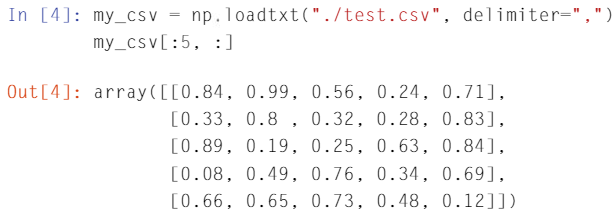 In [4]: my_csv = np.loadtxt("./test.csv", delimiter=",")
my_csv[:5, :]
Out[4]: array([[0.84, 0.99, 0.56, 0.24, 0.71],
[0.33, 0.8 , 0.32, 0.28, 0.83],
[0.89, 0.19, 0.25, 0.63, 0.84],
[0.08, 0.49, 0.76, 0.34, 0.69],
[0.66, 0.65, 0.73, 0.48, 0.12]])